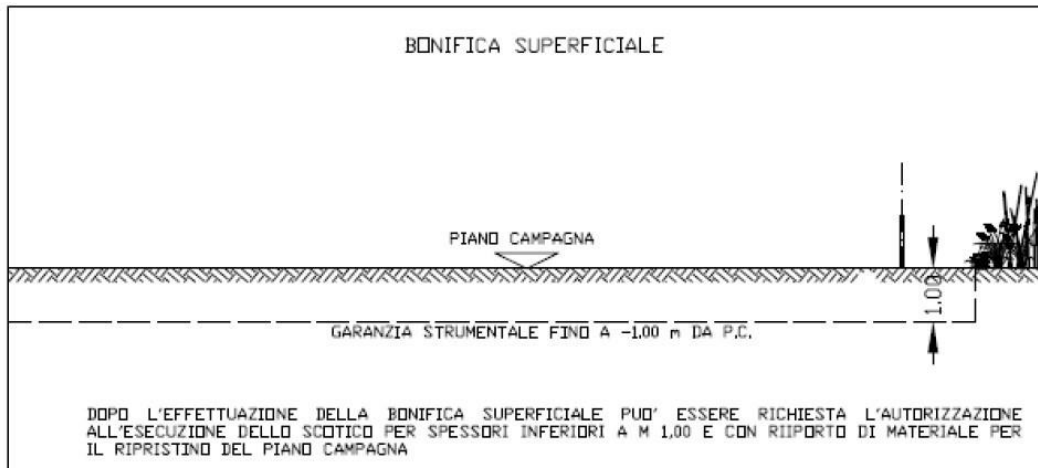 BONIFICA SUPERFICIALE
PIANO CAMPAGNA
1.00
GARANZIA STRUMENTALE FINO A -1.00 m DA P.C.
DOPO L'EFFETTUAZIONE DELLA BONIFICA SUPERFICIALE PUO' ESSERE RICHIESTA L'AUTORIZZAZIONE
ALL'ESECUZIONE DELLO SCOTICO PER SPESSORI INFERIORI A M 1,00 E CON RIIPORTO DI MATERIALE PER
IL RIPRISTINO DEL PIANO CAMPAGNA